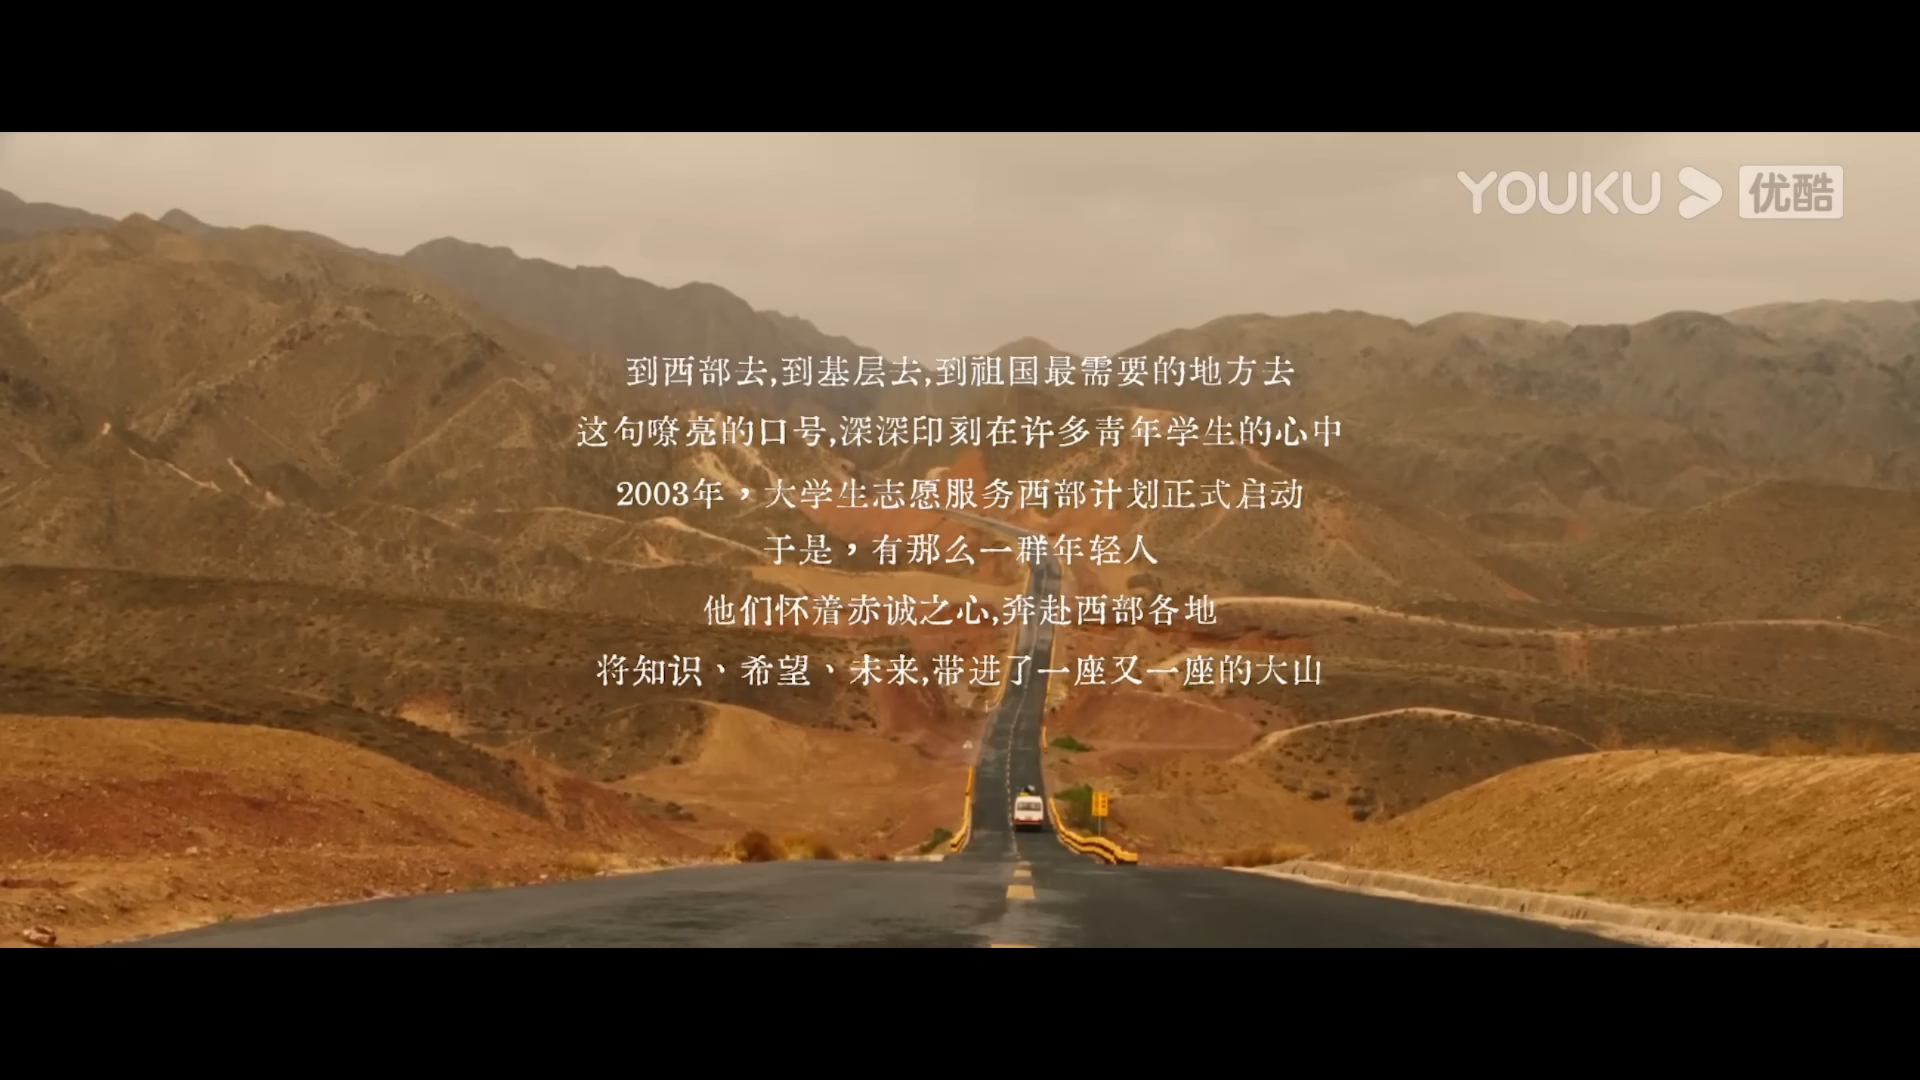 YOUKU 优酷
到西部去,到基层去,到祖国最需要的地方去
这句嘹亮的口号,深深印刻在许多青年学生的心中
2003年，大学生志愿服务西部计划正式启动
于是，有那么一群年轻人
他们怀着赤诚之心,奔赴西部各地
将知识、希望、未来,带进了一座又一座的大山